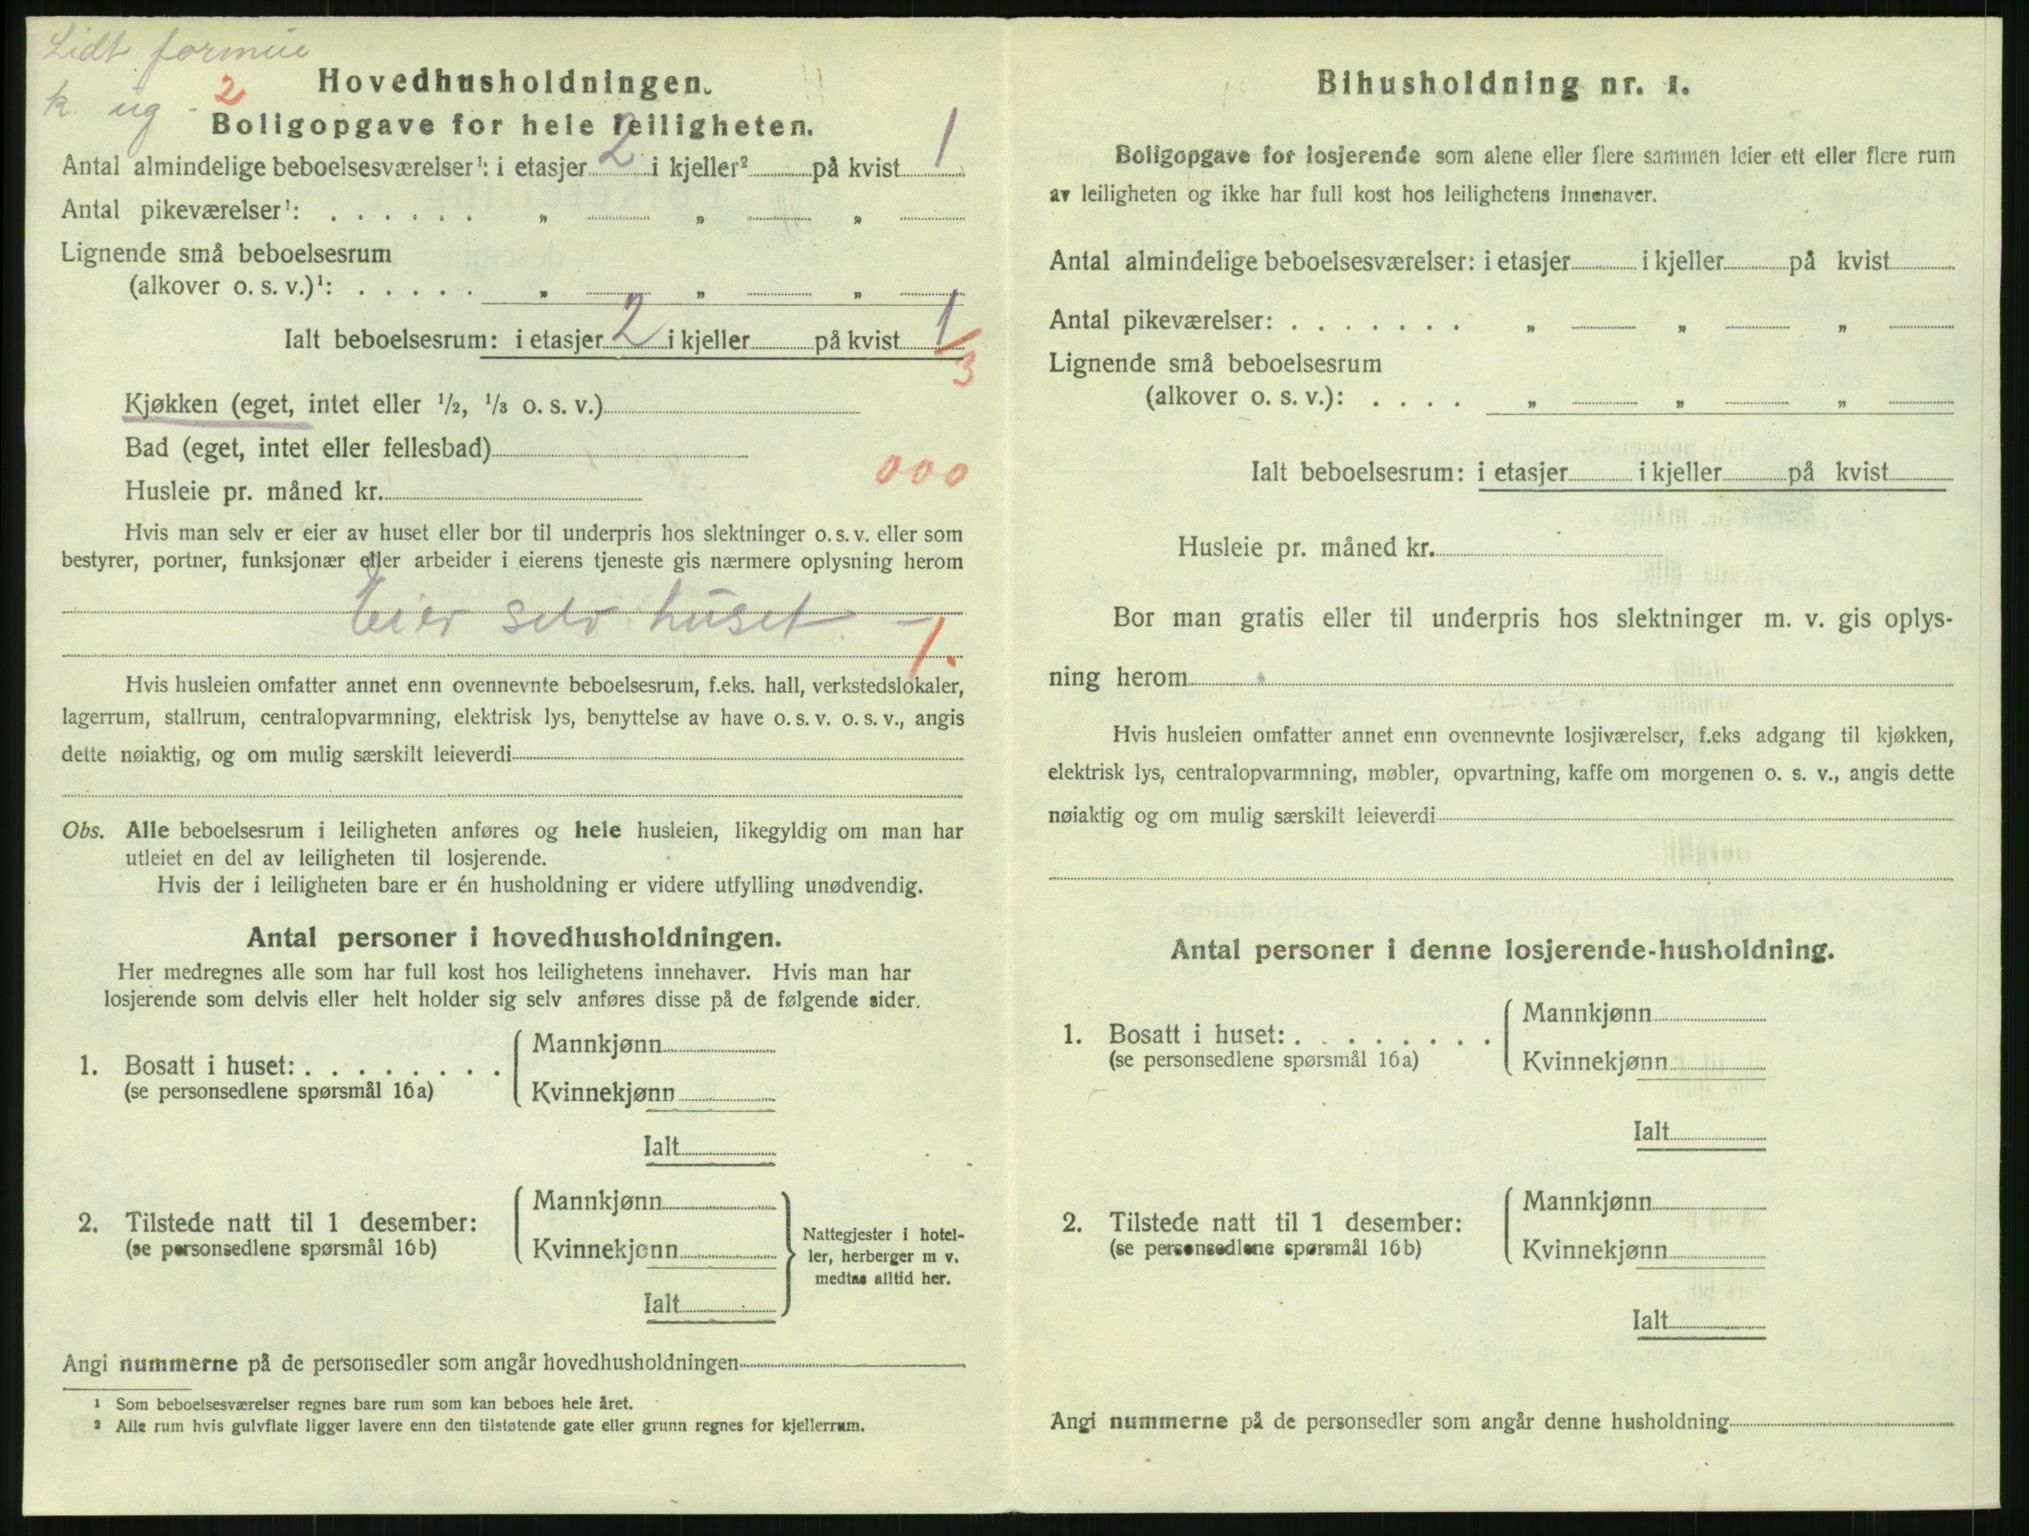 Lidt formue
k. ug - 2
Hovedhusholdningen.
Boligopgave for hele leiligheten.
Antal almindelige beboelsesværelser¹: i etasjer 2 i kjeller² på kvist 1
Antal pikeværelser¹: . . . . . . „ „ „
Lignende små beboelsesrum
(alkover o. s. v.)¹: . . . . . „ „ „
Ialt beboelsesrum: i etasjer 2 i kjeller på kvist 1
3
Kjøkken (eget, intet eller ½, ⅓ o. s. v.)
Bad (eget, intet eller fellesbad)
000
Husleie pr. måned kr.
Hvis man selv er eier av huset eller bor til underpris hos slektninger o. s. v. eller som
bestyrer, portner, funksjonær eller arbeider i eierens tjeneste gis nærmere oplysning herom
Eier selv huset –
1.
Hvis husleien omfatter annet enn ovennevnte beboelsesrum, f.eks. hall, verkstedslokaler,
lagerrum, stallrum, centralopvarmning, elektrisk lys, benyttelse av have o. s. v. o. s. v., angis
dette nøiaktig, og om mulig særskilt leieverdi
Obs. Alle beboelsesrum i leiligheten anføres og hele husleien, likegyldig om man har
utleiet en del av leiligheten til losjerende.
Hvis der i leiligheten bare er én husholdning er videre utfylling unødvendig.
Antal personer i hovedhusholdningen.
Her medregnes alle som har full kost hos leilighetens innehaver. Hvis man har
losjerende som delvis eller helt holder sig selv anføres disse på de følgende sider.
1. Bosatt i huset: . . . . . . . .
(se personsedlene spørsmål 16a)
Mannkjønn
Kvinnekjønn
Ialt
2. Tilstede natt til 1 desember:
(se personsedlene spørsmål 16b)
Mannkjønn
Kvinnekjønn
Ialt
Nattegjester i hotel-
ler, herberger m v.
medtas alltid her.
Angi nummerne på de personsedler som angår hovedhusholdningen
¹ Som beboelsesværelser regnes bare rum som kan beboes hele året.
² Alle rum hvis gulvflate ligger lavere enn den tilstøtende gate eller grunn regnes for kjellerrum.
Bihusholdning nr. 1.
Boligopgave for losjerende som alene eller flere sammen leier ett eller flere rum
av leiligheten og ikke har full kost hos leilighetens innenaver.
Antal almindelige beboelsesværelser: i etasjer i kjeller på kvist
Antal pikeværelser: . . . . . . . „ „ „
Lignende små beboelsesrum
(alkover o. s. v.): . . . . „ „ „
Ialt beboelsesrum: i etasjer i kjeller på kvist
Husleie pr. måned kr.
Bor man gratis eller til underpris hos slektninger m. v. gis oplys-
ning herom
Hvis husleien omfatter annet enn ovennevnte losjiværelser, f.eks adgang til kjøkken,
elektrisk lys, centralopvarmning, møbler, opvartning, kaffe om morgenen o. s. v., angis dette
nøiaktig og om mulig særskilt leieverdi
Antal personer i denne losjerende-husholdning.
1. Bosatt i huset: . . . . . . . .
(se personsedlene spørsmål 16a)
Mannkjønn
Kvinnekjønn
Ialt
2. Tilstede natt til 1 desember:
(se personsedlene spørsmål 16b)
Mannkjønn
Kvinnekjønn
Ialt
Angi nummerne på de personsedler som angår denne husholdning